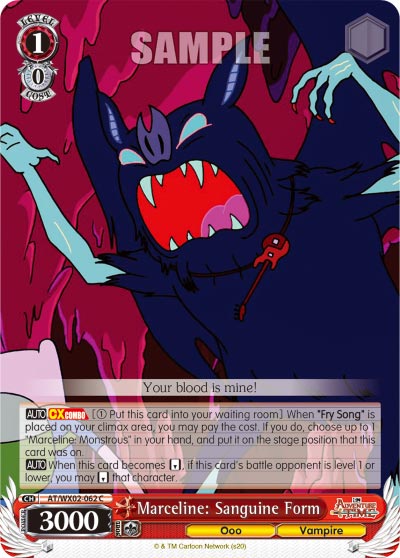 LEVEL
1
0
COST
SAMPLE
Your blood is mine!
AUTO CX COMBO [① Put this card into your waiting room] When "Fry Song" is
placed on your climax area, you may pay the cost. If you do, choose up to 1
"Marceline: Monstrous" in your hand, and put it on the stage position that this
card was on.
AUTO When this card becomes [▼], if this card's battle opponent is level 1 or
lower, you may [▼] that character.
CH AT/WX02-062 C
POWER 3000 Marceline: Sanguine Form ADVENTURE TIME
Ooo Vampire
© & TM Cartoon Network (s20)